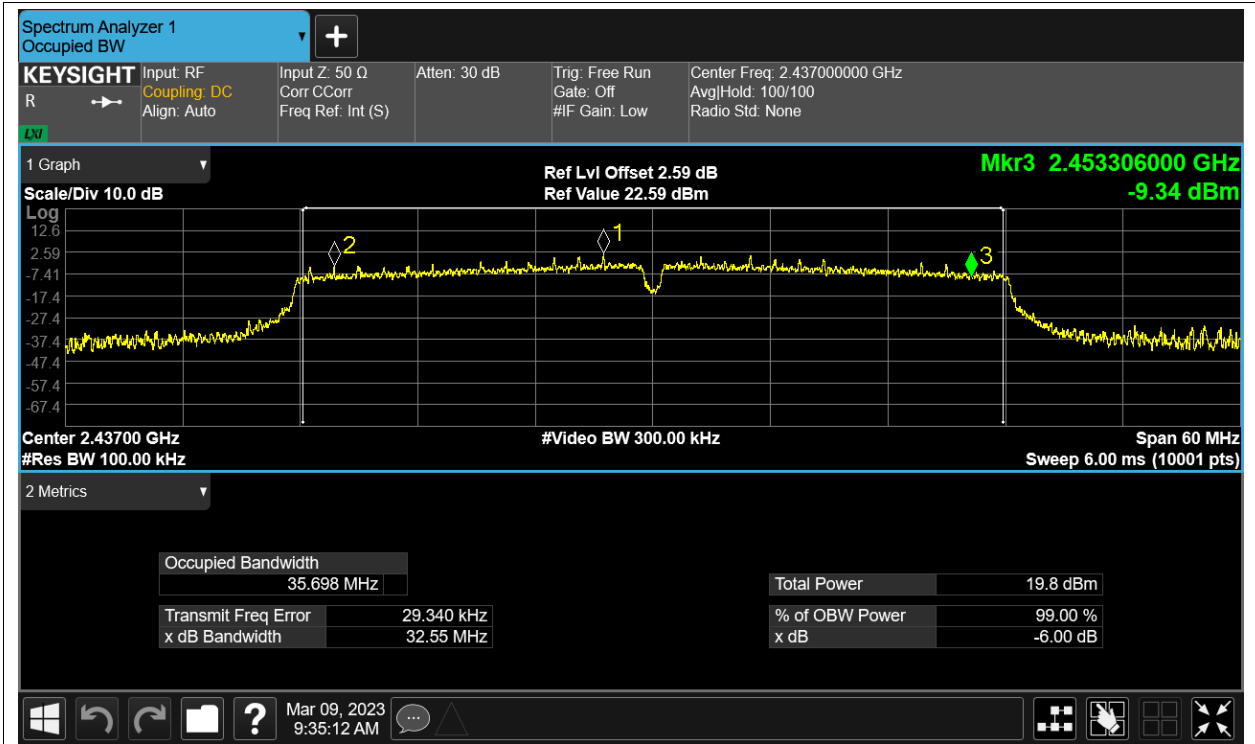 Spectrum Analyzer 1
Occupied BW
KEYSIGHT
R
LXI
Input: RF
Coupling: DC
Align: Auto
Input Z: 50 Ω
Corr CCorr
Freq Ref: Int (S)
Atten: 30 dB
Trig: Free Run
Gate: Off
#IF Gain: Low
Center Freq: 2.437000000 GHz
Avg|Hold: 100/100
Radio Std: None
1 Graph
Scale/Div 10.0 dB
Ref Lvl Offset 2.59 dB
Ref Value 22.59 dBm
Mkr3 2.453306000 GHz
-9.34 dBm
Log
12.6
2.59
-7.41
-17.4
-27.4
-37.4
-47.4
-57.4
-67.4
2
1
3
Center 2.43700 GHz
#Video BW 300.00 kHz
Span 60 MHz
#Res BW 100.00 kHz
Sweep 6.00 ms (10001 pts)
2 Metrics
Occupied Bandwidth
35.698 MHz
Total Power 19.8 dBm
Transmit Freq Error 29.340 kHz
% of OBW Power 99.00 %
x dB Bandwidth 32.55 MHz
x dB -6.00 dB
?
Mar 09, 2023
9:35:12 AM